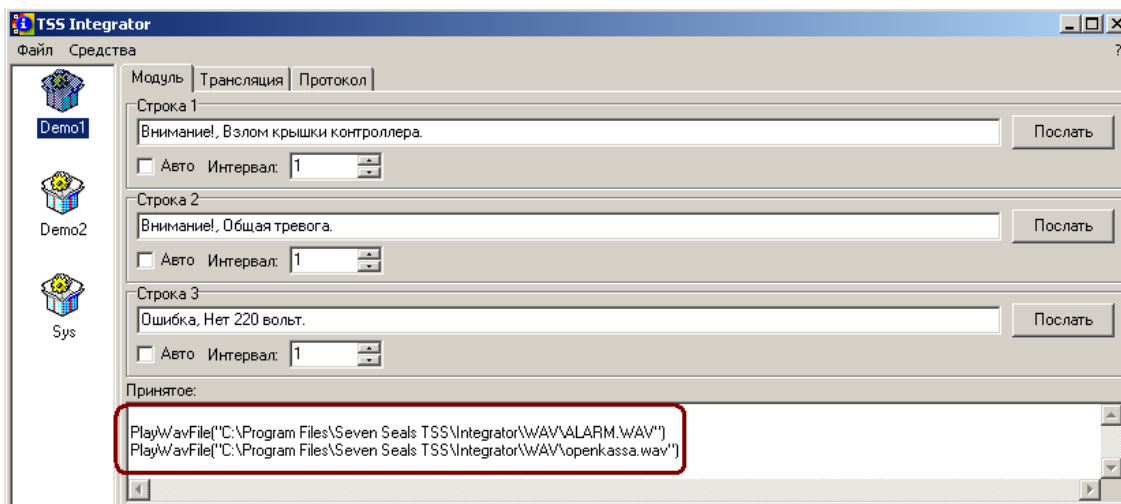 TSS Integrator
Файл Средства ?
Demo1
Demo2
Sys
Модуль Трансляция Протокол
Строка 1
Внимание!, Взлом крышки контроллера. Послать
Авто Интервал: 1
Строка 2
Внимание!, Общая тревога. Послать
Авто Интервал: 1
Строка 3
Ошибка, Нет 220 вольт. Послать
Авто Интервал: 1
Принятое:
PlayWavFile("C:\Program Files\Seven Seals TSS\Integrator\WAV\ALARM.WAV")
PlayWavFile("C:\Program Files\Seven Seals TSS\Integrator\WAV\openkassa.wav")